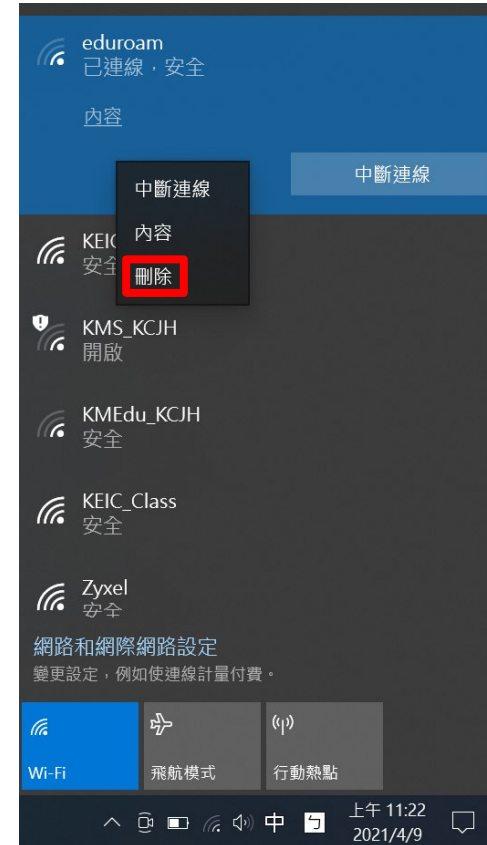 eduroam
已連線，安全
內容
中斷連線
中斷連線
內容
刪除
KEIC
安全
KMS_KCJH
開啟
KMEdu_KCJH
安全
KEIC_Class
安全
Zyxel
安全
網路和網際網路設定
變更設定，例如使連線計量付費。
Wi-Fi
飛航模式
行動熱點
中
ㄅ
上午 11:22
2021/4/9